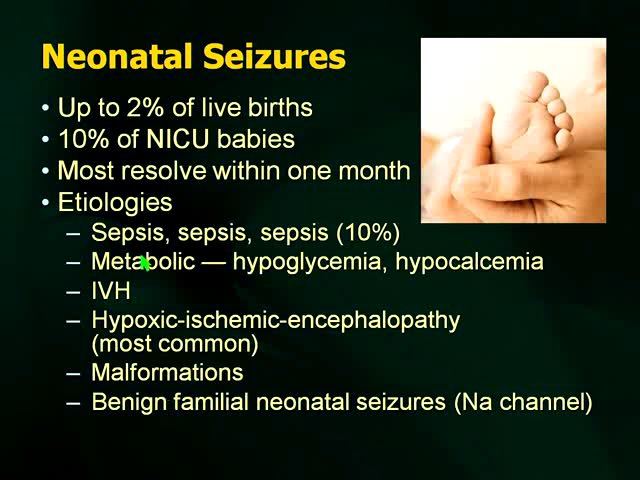 Neonatal Seizures
• Up to 2% of live births
• 10% of NICU babies
• Most resolve within one month
• Etiologies
– Sepsis, sepsis, sepsis (10%)
– Metabolic — hypoglycemia, hypocalcemia
– IVH
– Hypoxic-ischemic-encephalopathy
(most common)
– Malformations
– Benign familial neonatal seizures (Na channel)